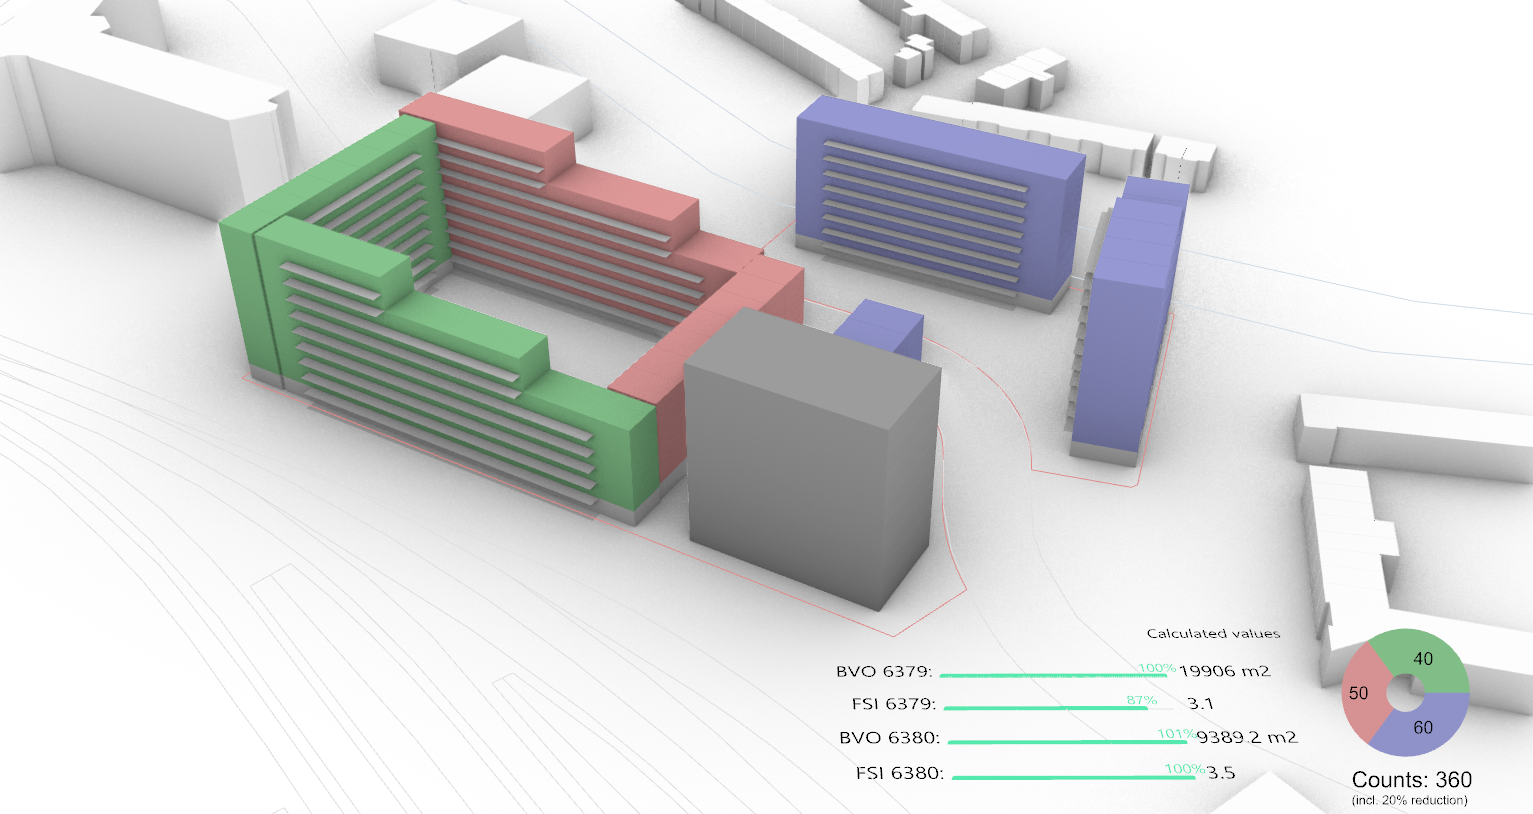 Calculated values
BVO 6379: 100% 19906 m2
FSI 6379: 87% 3.1
BVO 6380: 101% 9389.2 m2
FSI 6380: 100% 3.5
40
50
60
Counts: 360
(incl. 20% reduction)